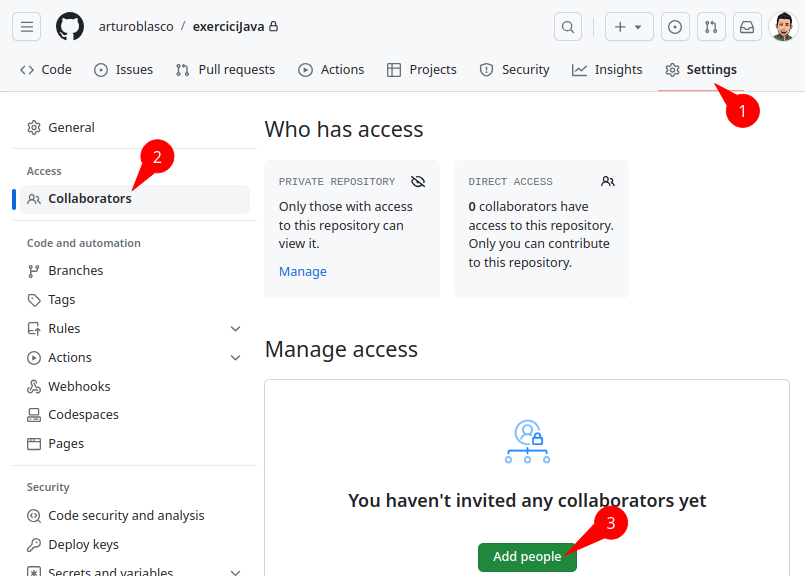 arturoblasco / exerciciJava
Code Issues Pull requests Actions Projects Security Insights Settings
1
General
Access
2
Collaborators
Code and automation
Branches
Tags
Rules
Actions
Webhooks
Codespaces
Pages
Security
Code security and analysis
Deploy keys
Secrets and variables
Who has access
PRIVATE REPOSITORY
Only those with access
to this repository can
view it.
Manage
DIRECT ACCESS
0 collaborators have
access to this repository.
Only you can contribute
to this repository.
Manage access
You haven't invited any collaborators yet
3
Add people